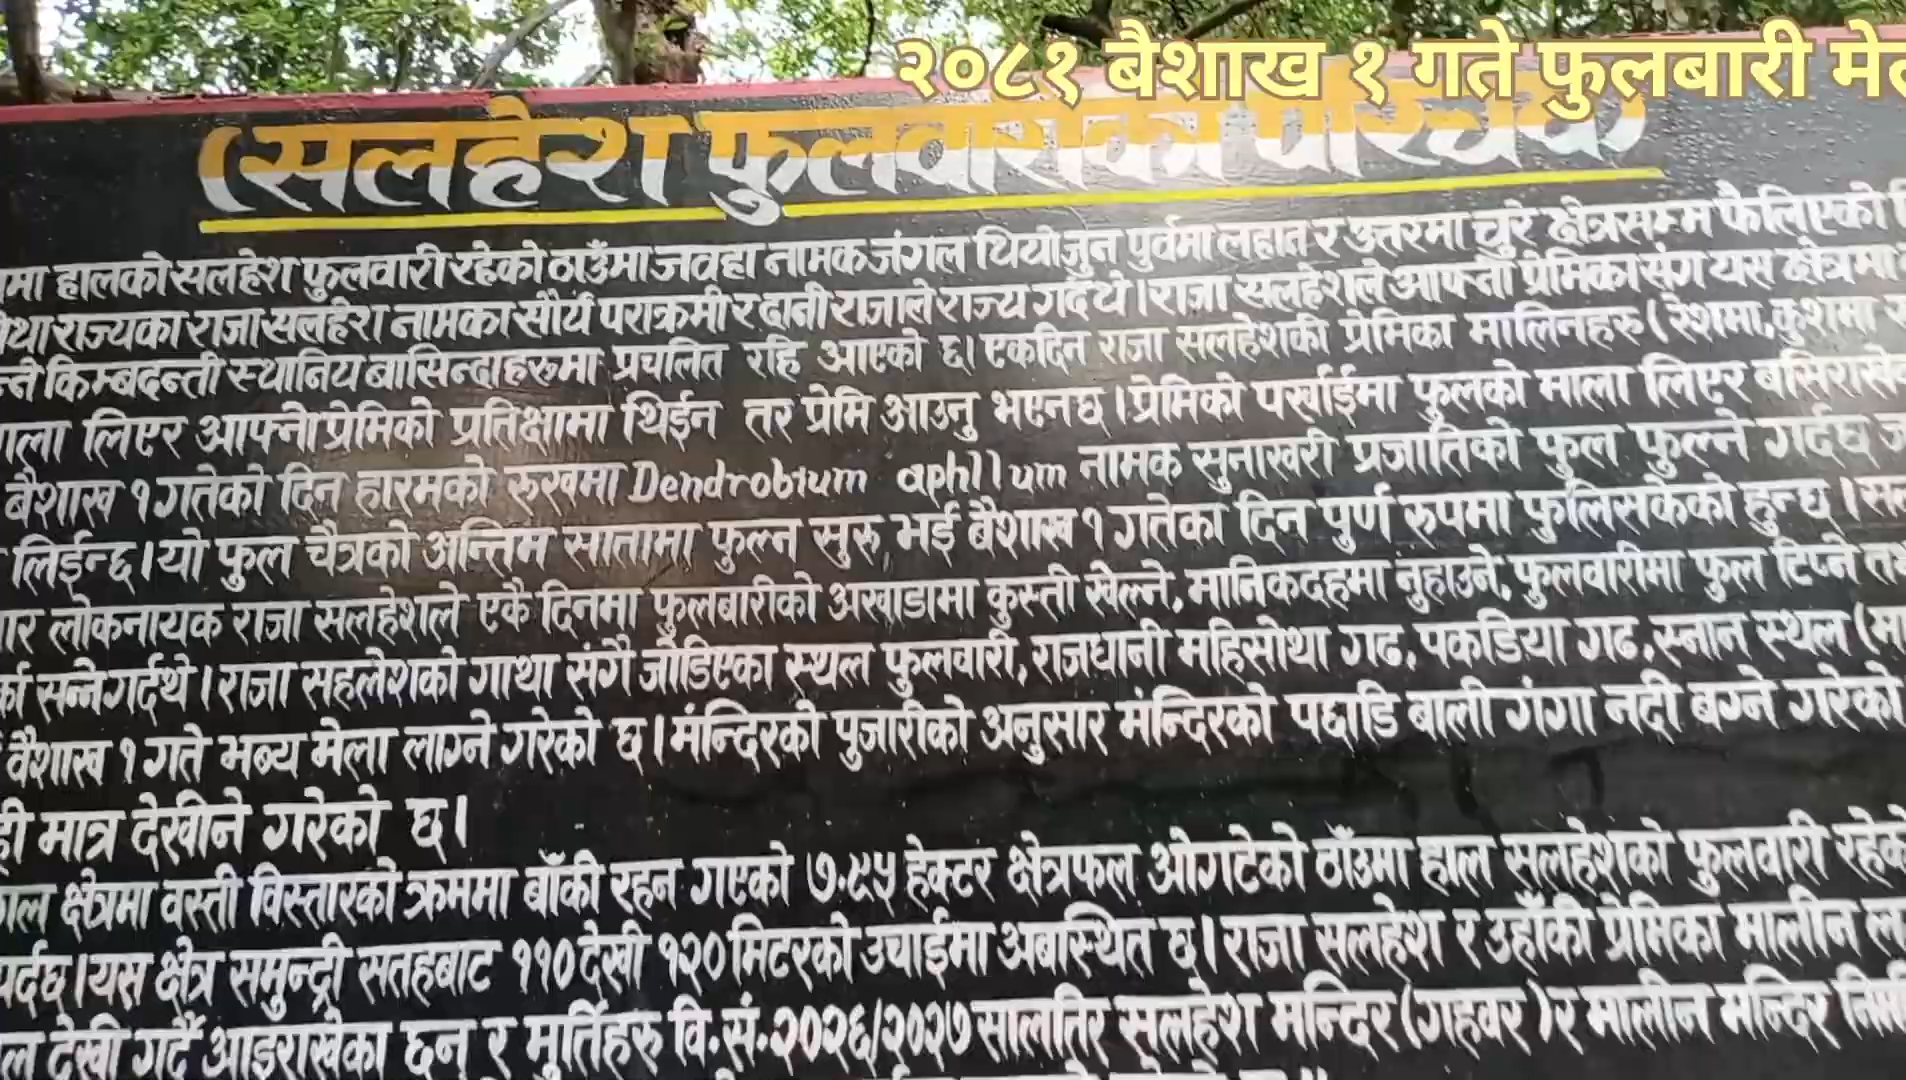 २०८१ बैशाख १ गते फुलबारी
(सलहेश फुलवारीको परिचय)
मा हालको सलहेश फुलवारी रहेको ठाउँमा जवहा नामक जंगल थियो जुन पुर्वमा लहान र उत्तरमा चुरे क्षेत्रसम्म फैलिएको
राज्यका राजा सलहेश नामका सौर्य पराक्रमी र दानी राजाले राज्य गर्दथे । राजा सलहेशले आफ्नी प्रेमिका संग यस क्षेत्रमा
किम्बदन्ती स्थानिय बासिन्दाहरुमा प्रचलित रहि आएको छ। एकदिन राजा सलहेशकी प्रेमिका मालिनहरु (रेशमा, कुशमा
लिएर आफ्नो प्रेमिको प्रतिक्षामा थिईन तर प्रेमि आउनु भएनछ । प्रेमिको पर्खाईमा फुलको माला लिएर
बैशाख १ गतेको दिन हारमको रुखमा Dendrobium aphllum नामक सुनाखरी प्रजातिको फुल फुल्ने गर्दछ
लिईन्छ । यो फुल चैत्रको अन्तिम सातामा फुल्न सुरु भई बैशाख १ गतेका दिन पुर्ण रुपमा फुलिसकेको हुन्छ ।
लोकनायक राजा सलहेशले एकै दिनमा फुलबारीको अखाडामा कुस्ती खेल्ने, मानिकदहमा नुहाउने, फुलवारीमा फुल टिप्ने
गर्दथे । राजा सहलेशको गाथा संगै जोडिएका स्थल फुलवारी, राजधानी महिसोथा गढ, पकडिया गढ, स्नान स्थल
वैशाख १ गते भब्य मेला लाग्ने गरेको छ । मंन्दिरको पुजारीको अनुसार मंन्दिरको पछाडि बाली गंगा नदी बग्ने गरेको
मात्र देखीने गरेको छ।
क्षेत्रमा वस्ती विस्तारको क्रममा बाँकी रहन गएको ७.९५ हेक्टर क्षेत्रफल ओगटेको ठाँउमा हाल सलहेशको फुलवारी
यस क्षेत्र समुन्द्री सतहबाट ११० देखी १२० मिटरको उचाईमा अबस्थित छ। राजा सलहेश र उहाँकी प्रेमिका मालीन
देखी गर्दै आइराखेका छन् र मुर्तिहरु वि.सं.२०२६/२०२७ सालतिर सलहेश मन्दिर (गहवर) र मालीन मन्दिर